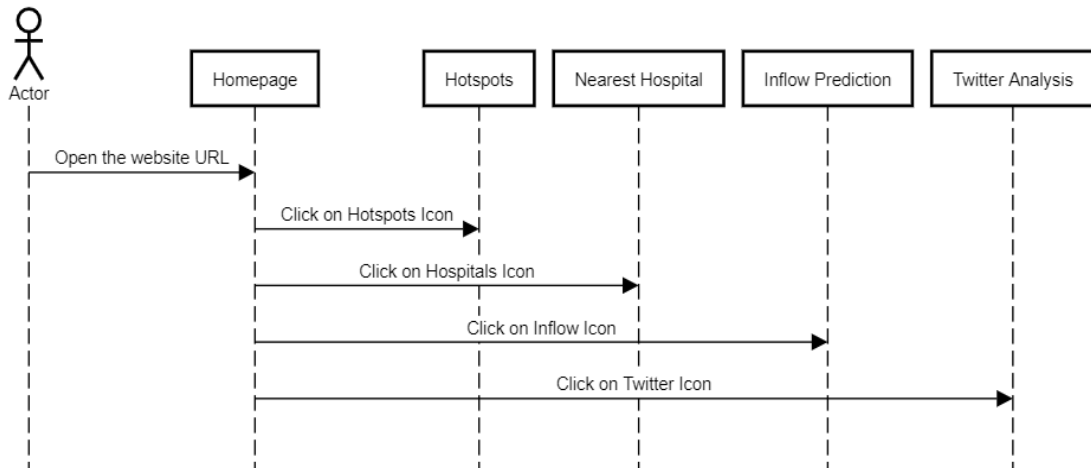 Actor
Homepage
Hotspots
Nearest Hospital
Inflow Prediction
Twitter Analysis
Open the website URL
Click on Hotspots Icon
Click on Hospitals Icon
Click on Inflow Icon
Click on Twitter Icon